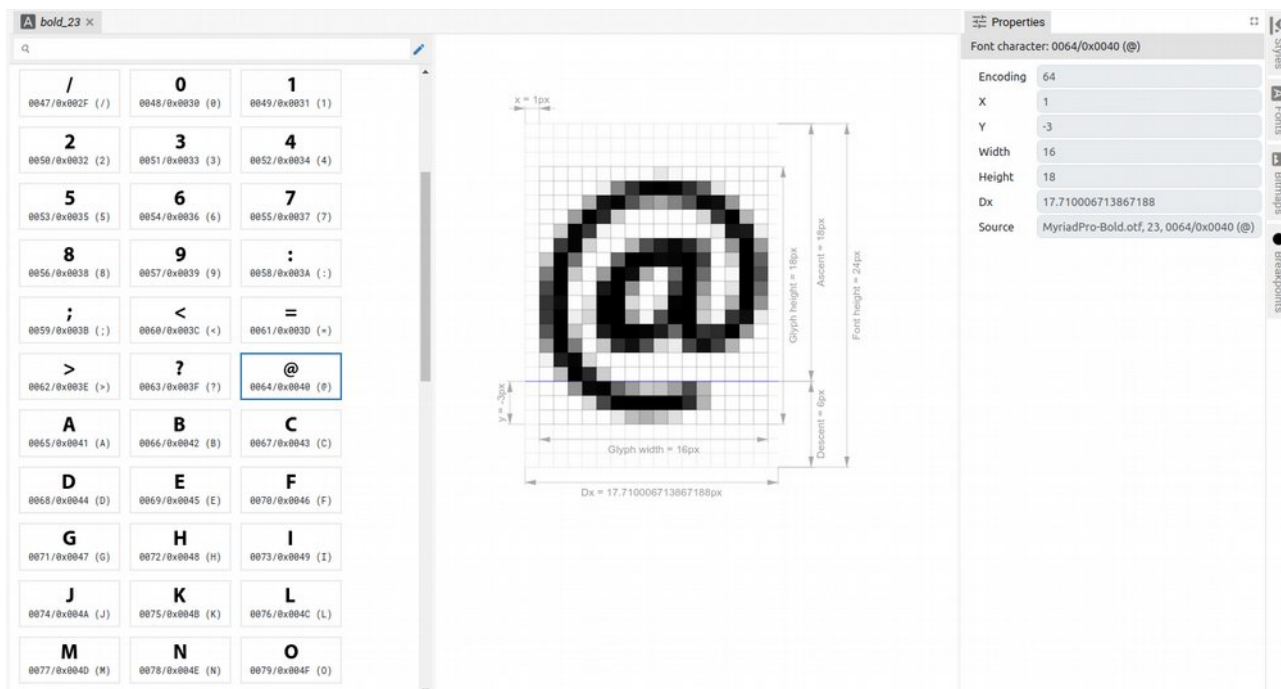 bold_23 ×
/
0047/0x002F (/)
0
0048/0x0030 (0)
1
0049/0x0031 (1)
2
0050/0x0032 (2)
3
0051/0x0033 (3)
4
0052/0x0034 (4)
5
0053/0x0035 (5)
6
0054/0x0036 (6)
7
0055/0x0037 (7)
8
0056/0x0038 (8)
9
0057/0x0039 (9)
:
0058/0x003A (:)
;
0059/0x003B (;)
<
0060/0x003C (<)
=
0061/0x003D (=)
>
0062/0x003E (>)
?
0063/0x003F (?)
@
0064/0x0040 (@)
A
0065/0x0041 (A)
B
0066/0x0042 (B)
C
0067/0x0043 (C)
D
0068/0x0044 (D)
E
0069/0x0045 (E)
F
0070/0x0046 (F)
G
0071/0x0047 (G)
H
0072/0x0048 (H)
I
0073/0x0049 (I)
J
0074/0x004A (J)
K
0075/0x004B (K)
L
0076/0x004C (L)
M
0077/0x004D (M)
N
0078/0x004E (N)
O
0079/0x004F (O)
x = 1px
y = -3px
Glyph width = 16px
Dx = 17.710006713867188px
Glyph height = 18px
Ascent = 18px
Descent = 6px
Font height = 24px
Properties
Font character: 0064/0x0040 (@)
Encoding 64
X 1
Y -3
Width 16
Height 18
Dx 17.710006713867188
Source MyriadPro-Bold.otf, 23, 0064/0x0040 (@)
Styles
Fonts
Bitmaps
Breakpoints